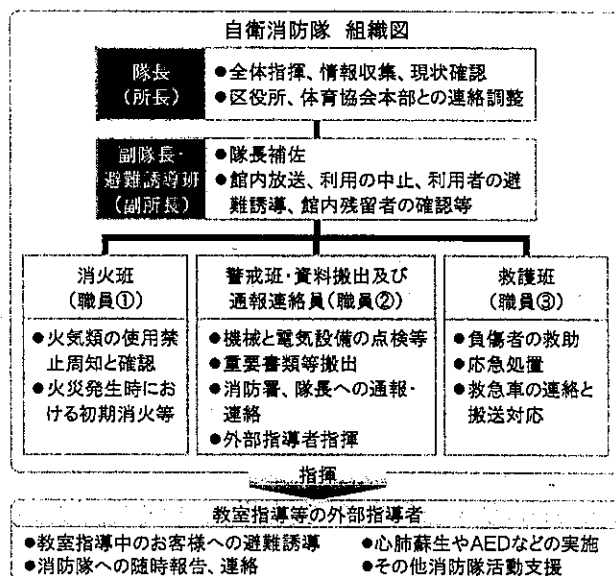 自衛消防隊 組織図
隊長
(所長)
●全体指揮、情報収集、現状確認
●区役所、体育協会本部との連絡調整
副隊長・
避難誘導班
(副所長)
●隊長補佐
●館内放送、利用の中止、利用者の避
難誘導、館内残留者の確認等
消火班
(職員①)
●火気類の使用禁
止周知と確認
●火災発生時にお
ける初期消火等
警戒班・資料搬出及び
通報連絡員(職員②)
●機械と電気設備の点検等
●重要書類等搬出
●消防署、隊長への通報・
連絡
●外部指導者指揮
救護班
(職員③)
●負傷者の救助
●応急処置
●救急車の連絡と
搬送対応
指揮
教室指導等の外部指導者
●教室指導中のお客様への避難誘導
●消防隊への随時報告、連絡
●心肺蘇生やAEDなどの実施
●その他消防隊活動支援